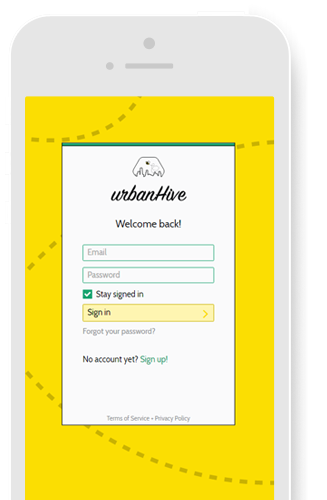 urbanHive
Welcome back!
Email
Password
Stay signed in
Sign in
Forgot your password?
No account yet? Sign up!
Terms of Service • Privacy Policy